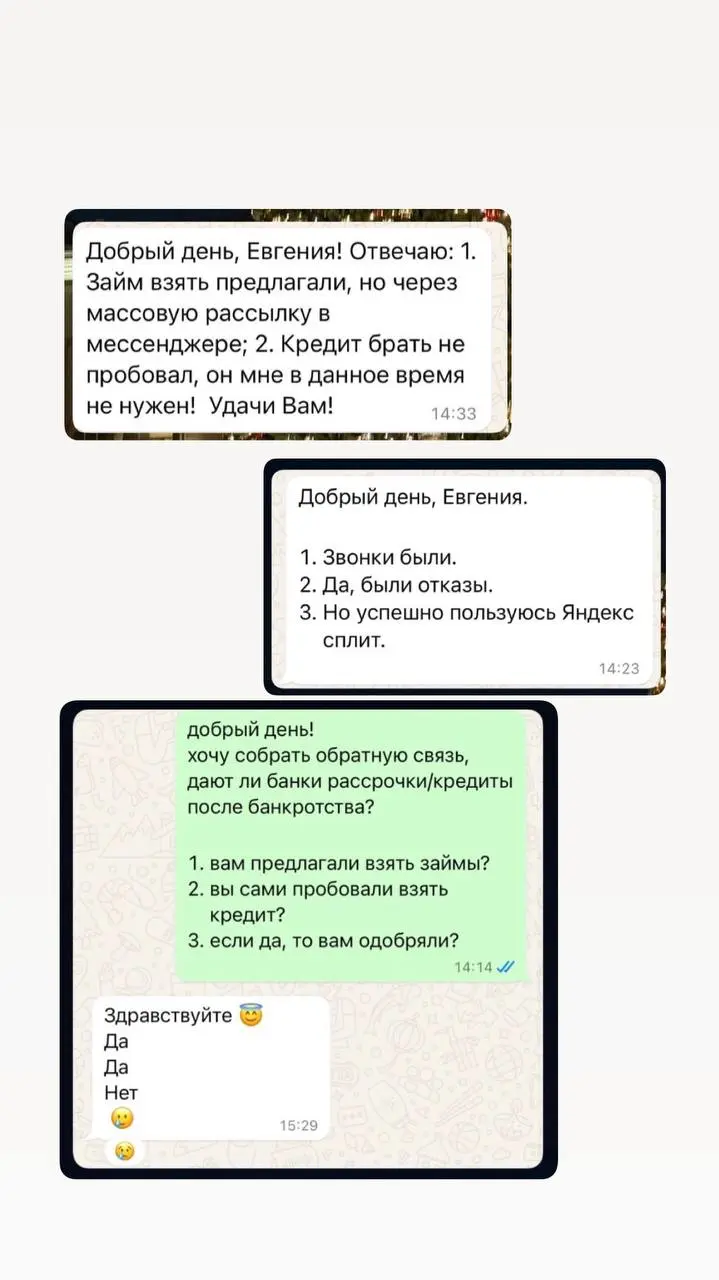 Добрый день, Евгения! Отвечаю: 1.
Займ взять предлагали, но через
массовую рассылку в
мессенджере; 2. Кредит брать не
пробовал, он мне в данное время
не нужен! Удачи Вам!
14:33
Добрый день, Евгения.
1. Звонки были.
2. Да, были отказы.
3. Но успешно пользуюсь Яндекс
сплит.
14:23
добрый день!
хочу собрать обратную связь,
дают ли банки рассрочки/кредиты
после банкротства?
1. вам предлагали взять займы?
2. вы сами пробовали взять
кредит?
3. если да, то вам одобряли?
14:14
Здравствуйте 😇
Да
Да
Нет
🥲
15:29
😢